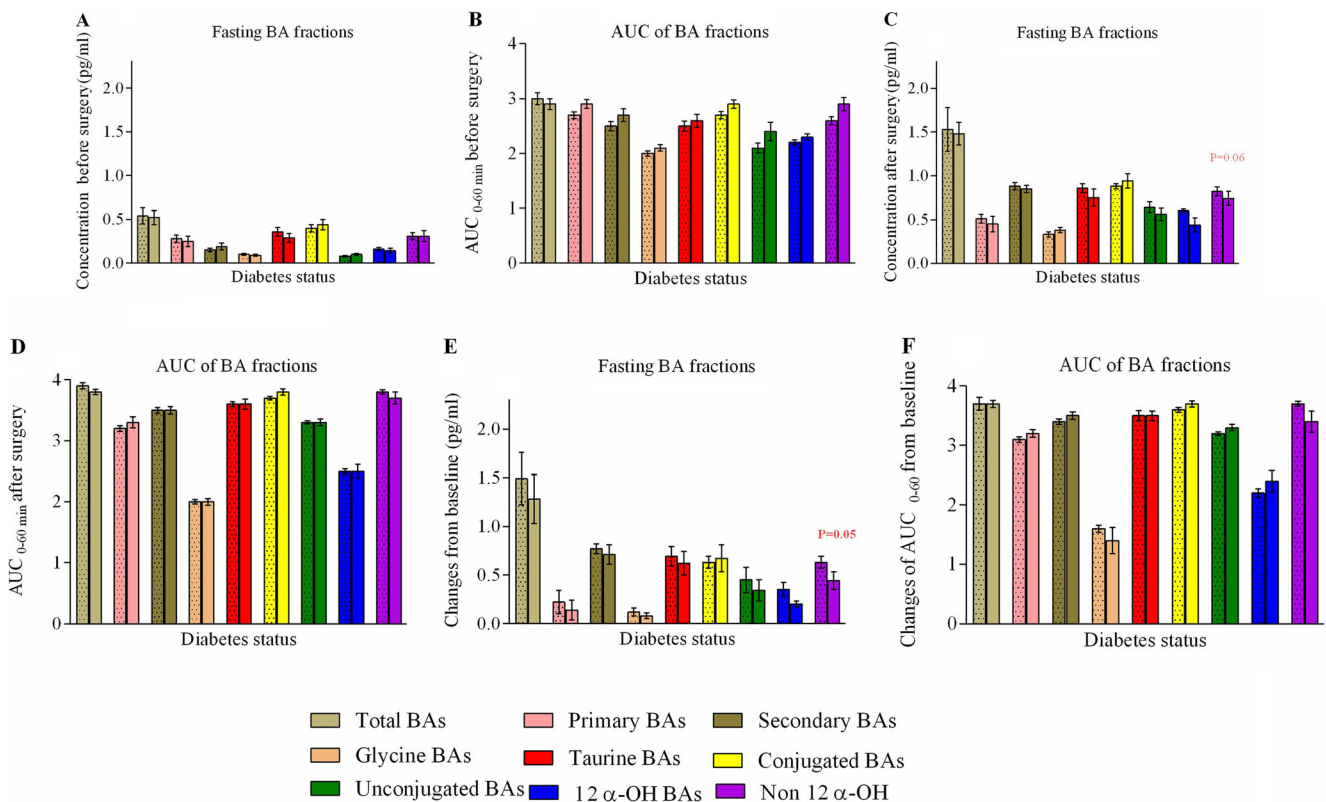 A
Fasting BA fractions
Concentration before surgery(pg/ml)
2.0
1.5
1.0
0.5
0.0
Diabetes status
B
AUC of BA fractions
AUC 0-60 min before surgery
4
3
2
1
0
Diabetes status
C
Fasting BA fractions
Concentration after surgery(pg/ml)
2.0
1.5
1.0
0.5
0.0
P=0.06
Diabetes status
D
AUC of BA fractions
AUC 0-60 min after surgery
4
3
2
1
0
Diabetes status
E
Fasting BA fractions
Changes from baseline (pg/ml)
2.0
1.5
1.0
0.5
0.0
P=0.05
Diabetes status
F
AUC of BA fractions
Changes of AUC 0-60 from baseline
4
3
2
1
0
Diabetes status
Total BAs
Primary BAs
Secondary BAs
Glycine BAs
Taurine BAs
Conjugated BAs
Unconjugated BAs
12 α-OH BAs
Non 12 α-OH